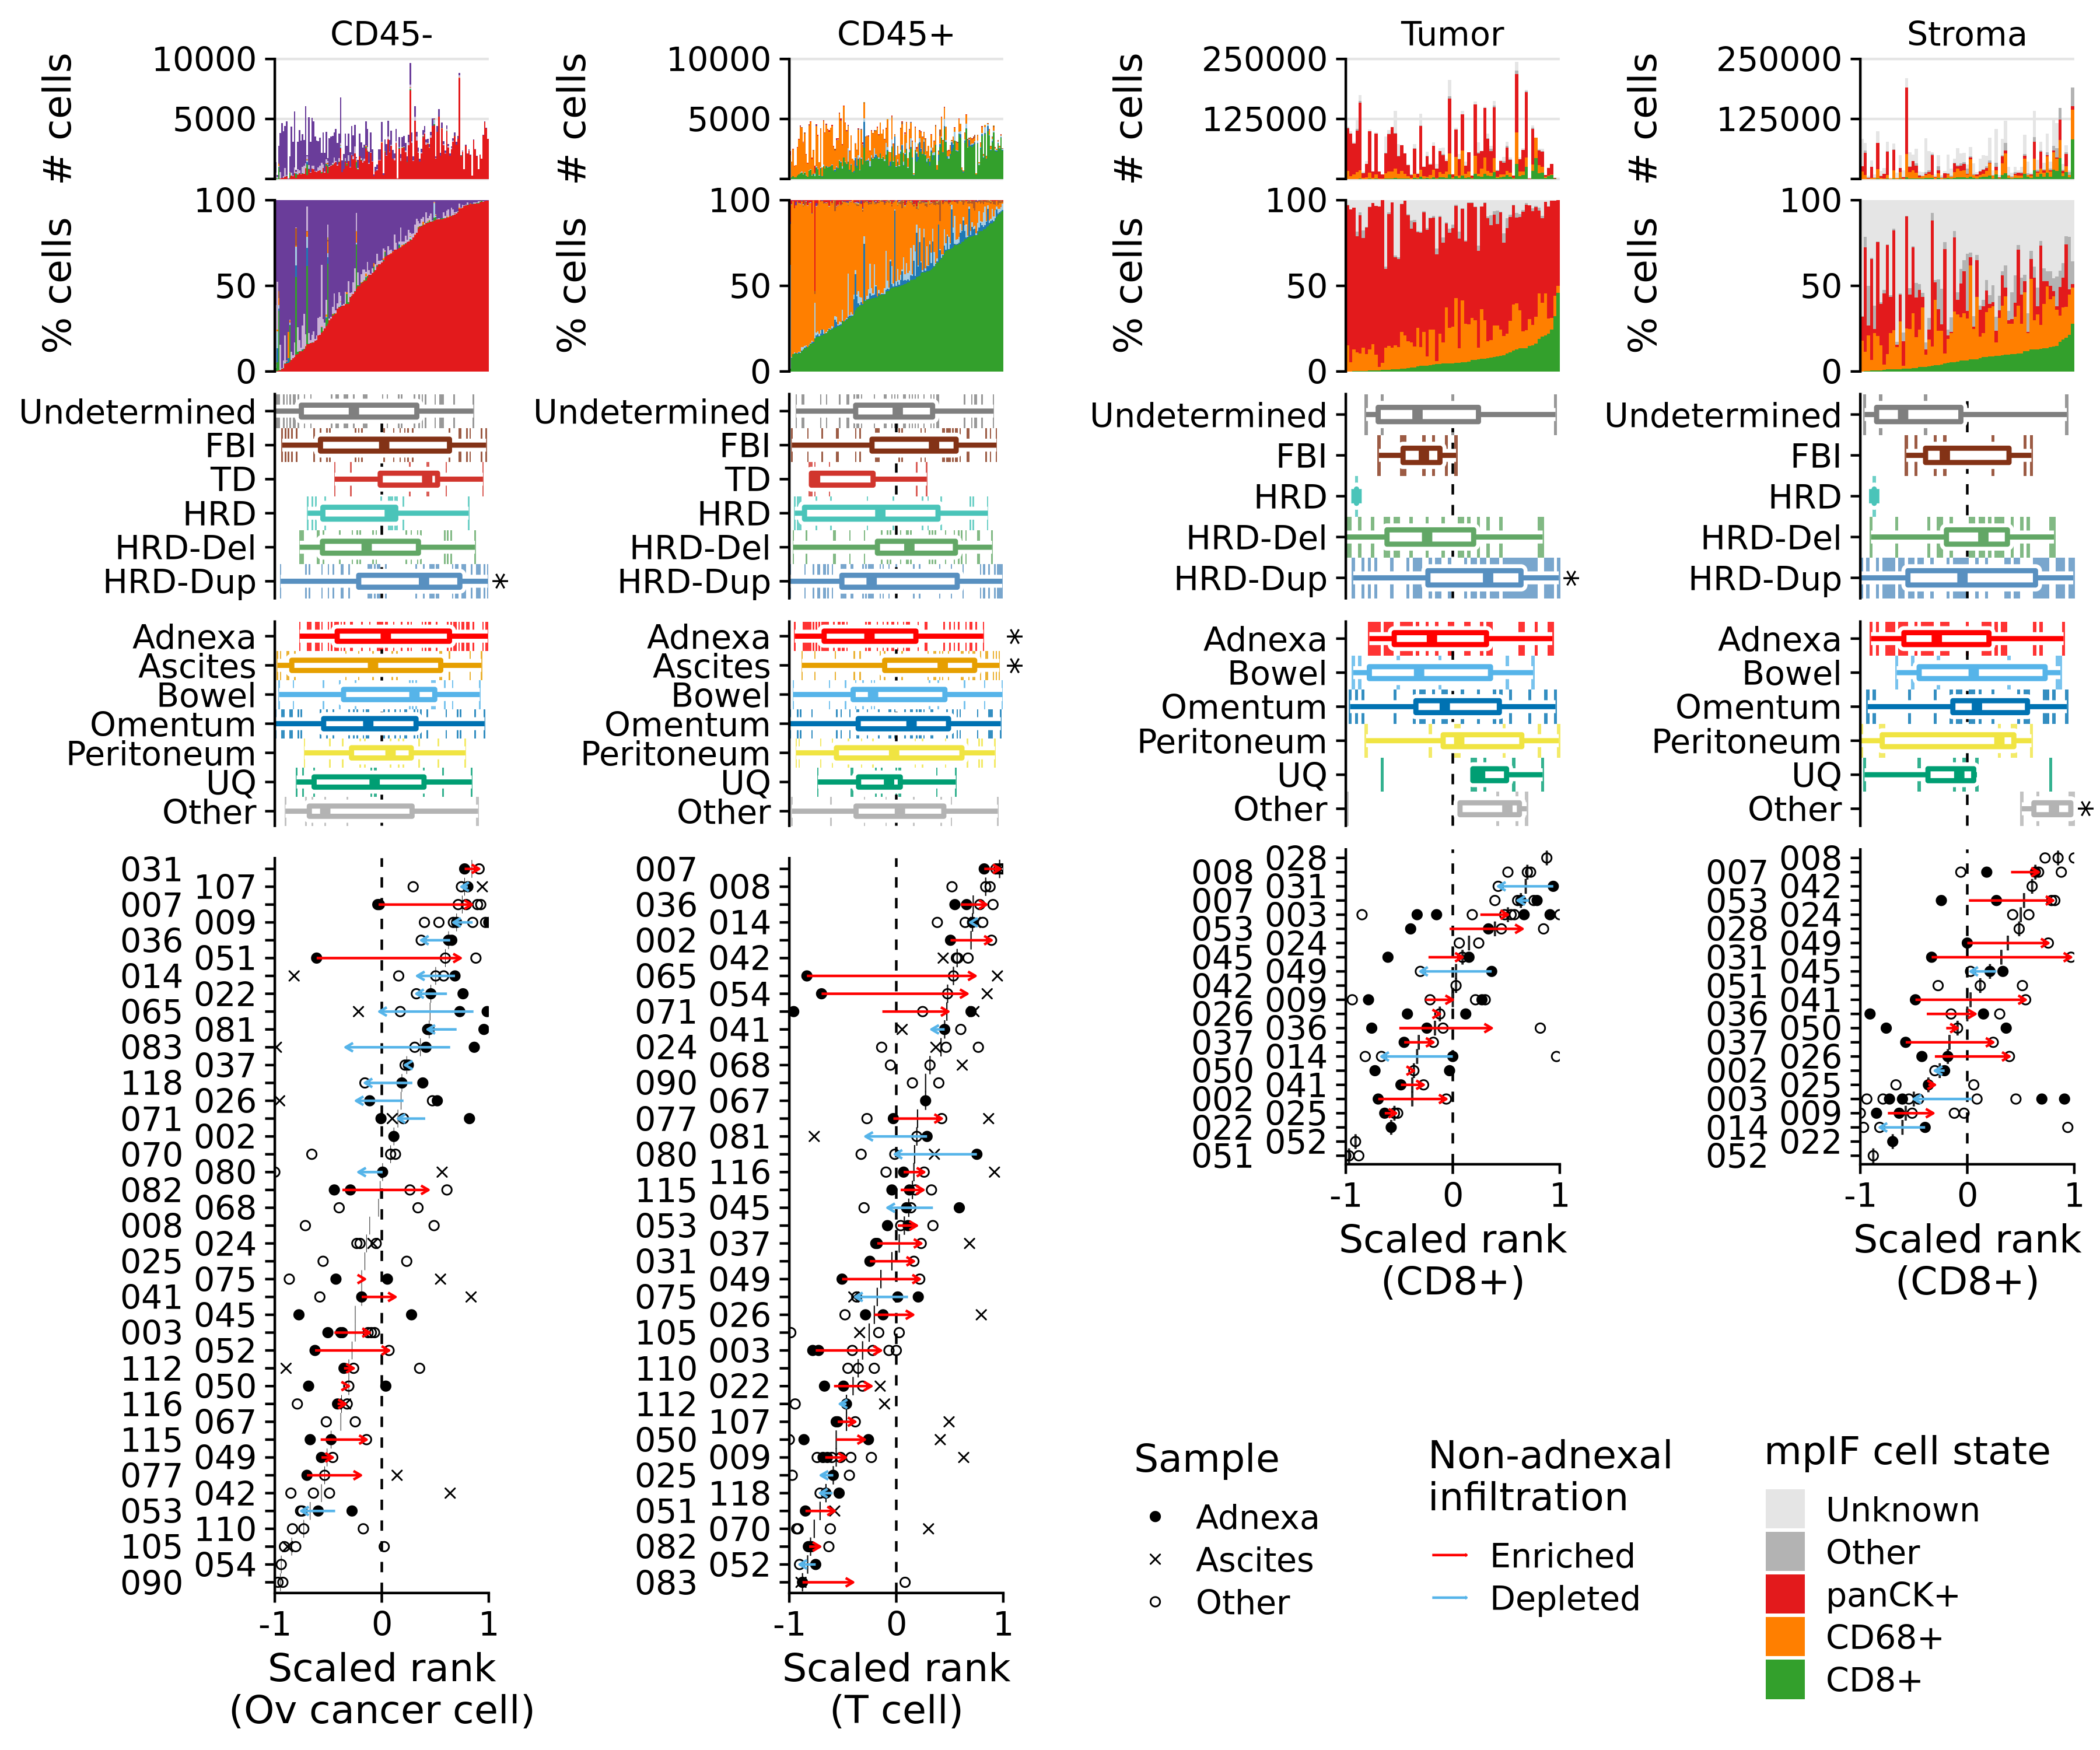 CD45-
# cells
10000
5000
% cells
100
50
0
Undetermined
FBI
TD
HRD
HRD-Del
HRD-Dup
*
Adnexa
Ascites
Bowel
Omentum
Peritoneum
UQ
Other
031
107
007
009
036
051
014
022
065
081
083
037
118
026
071
002
070
080
082
068
008
024
025
075
041
045
003
052
112
050
116
067
115
049
077
042
053
110
105
054
090
-1 0 1
Scaled rank
(Ov cancer cell)
CD45+
# cells
10000
5000
% cells
100
50
0
Undetermined
FBI
TD
HRD
HRD-Del
HRD-Dup
Adnexa *
Ascites *
Bowel
Omentum
Peritoneum
UQ
Other
007
008
036
014
002
042
065
054
071
041
024
068
090
067
077
081
080
116
115
045
053
037
031
049
075
026
105
003
110
022
112
107
050
009
025
118
051
070
082
052
083
-1 0 1
Scaled rank
(T cell)
Tumor
# cells
250000
125000
% cells
100
50
0
Undetermined
FBI
HRD
HRD-Del
HRD-Dup *
Adnexa
Bowel
Omentum
Peritoneum
UQ
Other
028
008
031
007
003
053
024
045
049
042
009
026
036
037
014
050
041
002
025
022
052
051
-1 0 1
Scaled rank
(CD8+)
Stroma
# cells
250000
125000
% cells
100
50
0
Undetermined
FBI
HRD
HRD-Del
HRD-Dup
Adnexa
Bowel
Omentum
Peritoneum
UQ
Other *
008
007
042
053
024
028
049
031
045
051
041
036
050
037
026
002
025
003
009
014
022
052
-1 0 1
Scaled rank
(CD8+)
Sample
Adnexa
Ascites
Other
Non-adnexal
infiltration
Enriched
Depleted
mpIF cell state
Unknown
Other
panCK+
CD68+
CD8+